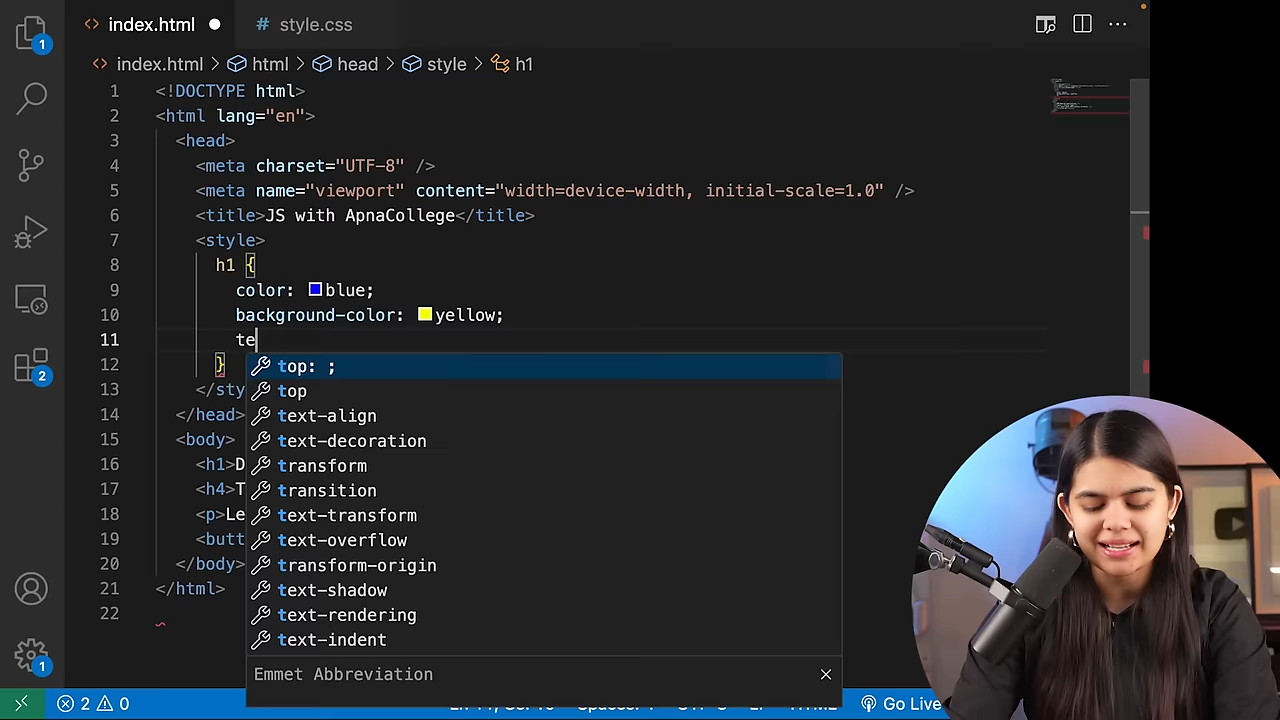 index.html
style.css
index.html > html > head > style > h1
1 <!DOCTYPE html>
2 <html lang="en">
3 <head>
4 <meta charset="UTF-8" />
5 <meta name="viewport" content="width=device-width, initial-scale=1.0" />
6 <title>JS with ApnaCollege</title>
7 <style>
8 h1 {
9 color: blue;
10 background-color: yellow;
11 te
12 }
13 </sty
14 </head>
15 <body>
16 <h1>D
17 <h4>T
18 <p>Le
19 <butt
20 </body>
21 </html>
22
top: ;
top
text-align
text-decoration
transform
transition
text-transform
text-overflow
transform-origin
text-shadow
text-rendering
text-indent
Emmet Abbreviation
1
2
1
2 0
Go Live